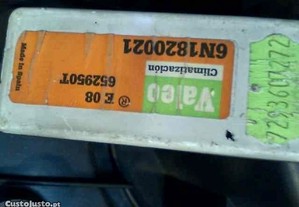 6N1820021
Climatización
Valeo
E 08
652950T
®
Made in Spain
CustoJusto.pt